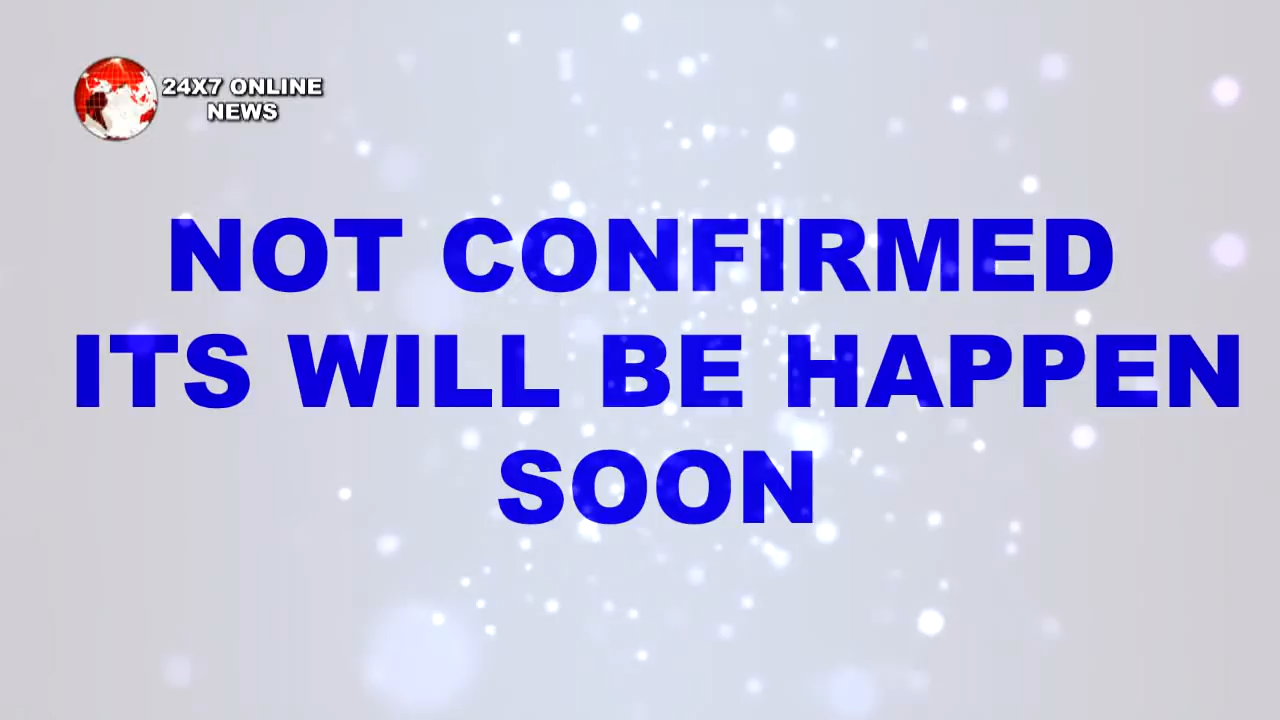 24X7 ONLINE
NEWS
NOT CONFIRMED
ITS WILL BE HAPPEN
SOON